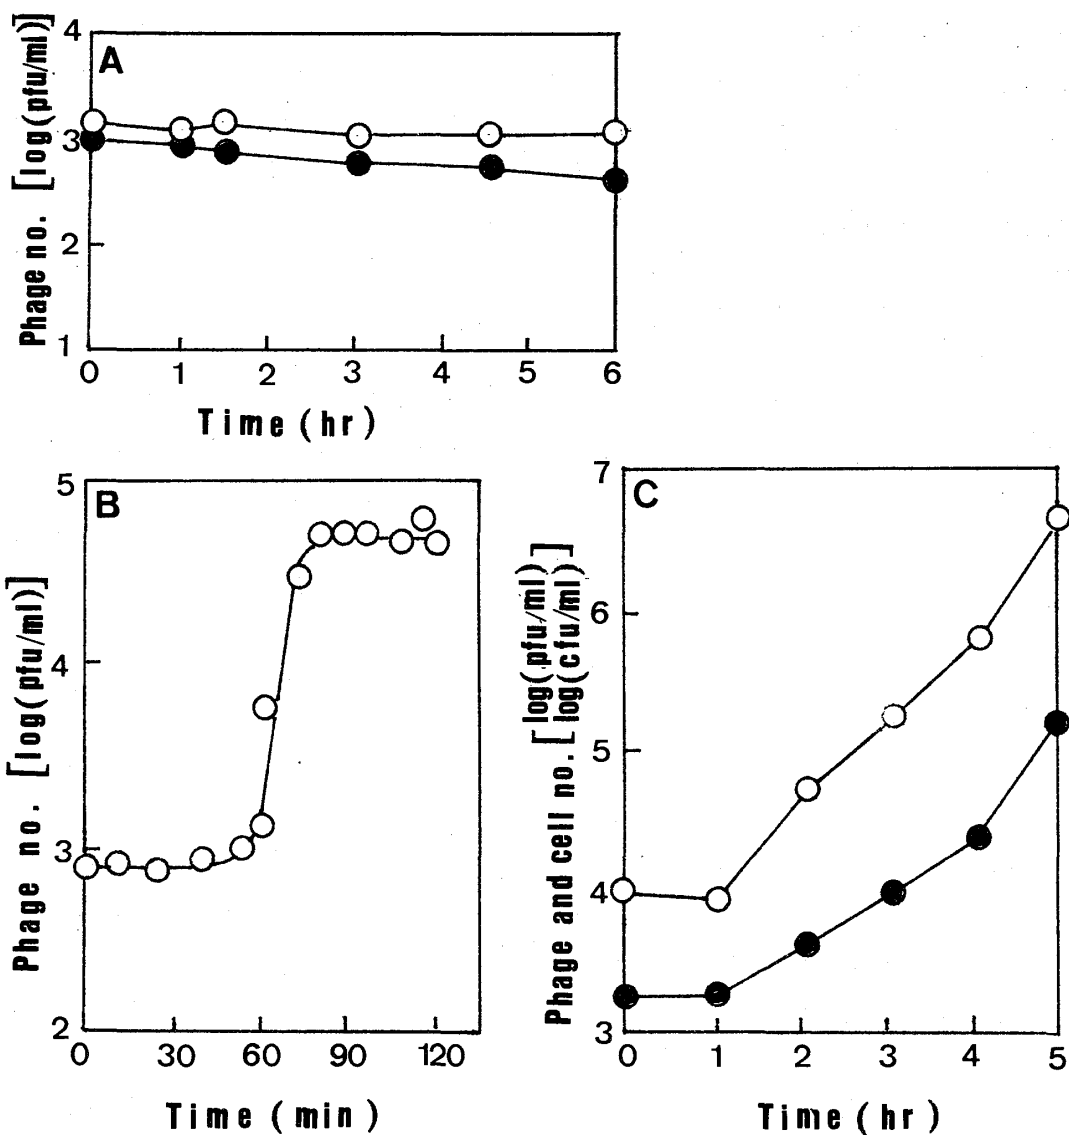 A
Phage no. [log(pfu/ml)]
4
3
2
1
0 1 2 3 4 5 6
Time (hr)
B
Phage no. [log(pfu/ml)]
5
4
3
2
0 30 60 90 120
Time (min)
C
Phage and cell no. [log(pfu/ml)
log(cfu/ml)]
7
6
5
4
3
0 1 2 3 4 5
Time (hr)